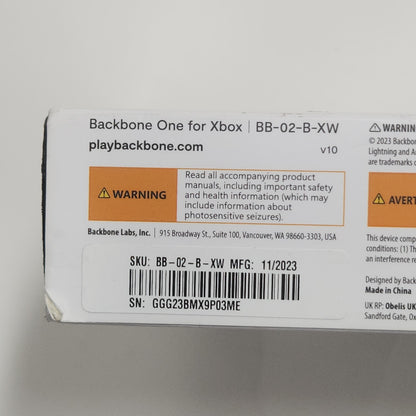 Backbone One for Xbox | BB-02-B-XW
playbackbone.com
v10
WARNING
Read all accompanying product
manuals, including important safety
and health information (which may
include information about
photosensitive seizures).
Backbone Labs, Inc. | 915 Broadway St., Suite 100, Vancouver, WA 98660-3303, USA
SKU: BB-02-B-XW MFG: 11/2023
SN: GGG23BMX9P03ME
WARNIN
© 2023 Backbon
Lightning and A
are trademarks o
AVERT
This device comp
conditions: (1) Th
an interference re
Designed by Back
Made in China
UK RP: Obelis UK
Sandford Gate, Ox